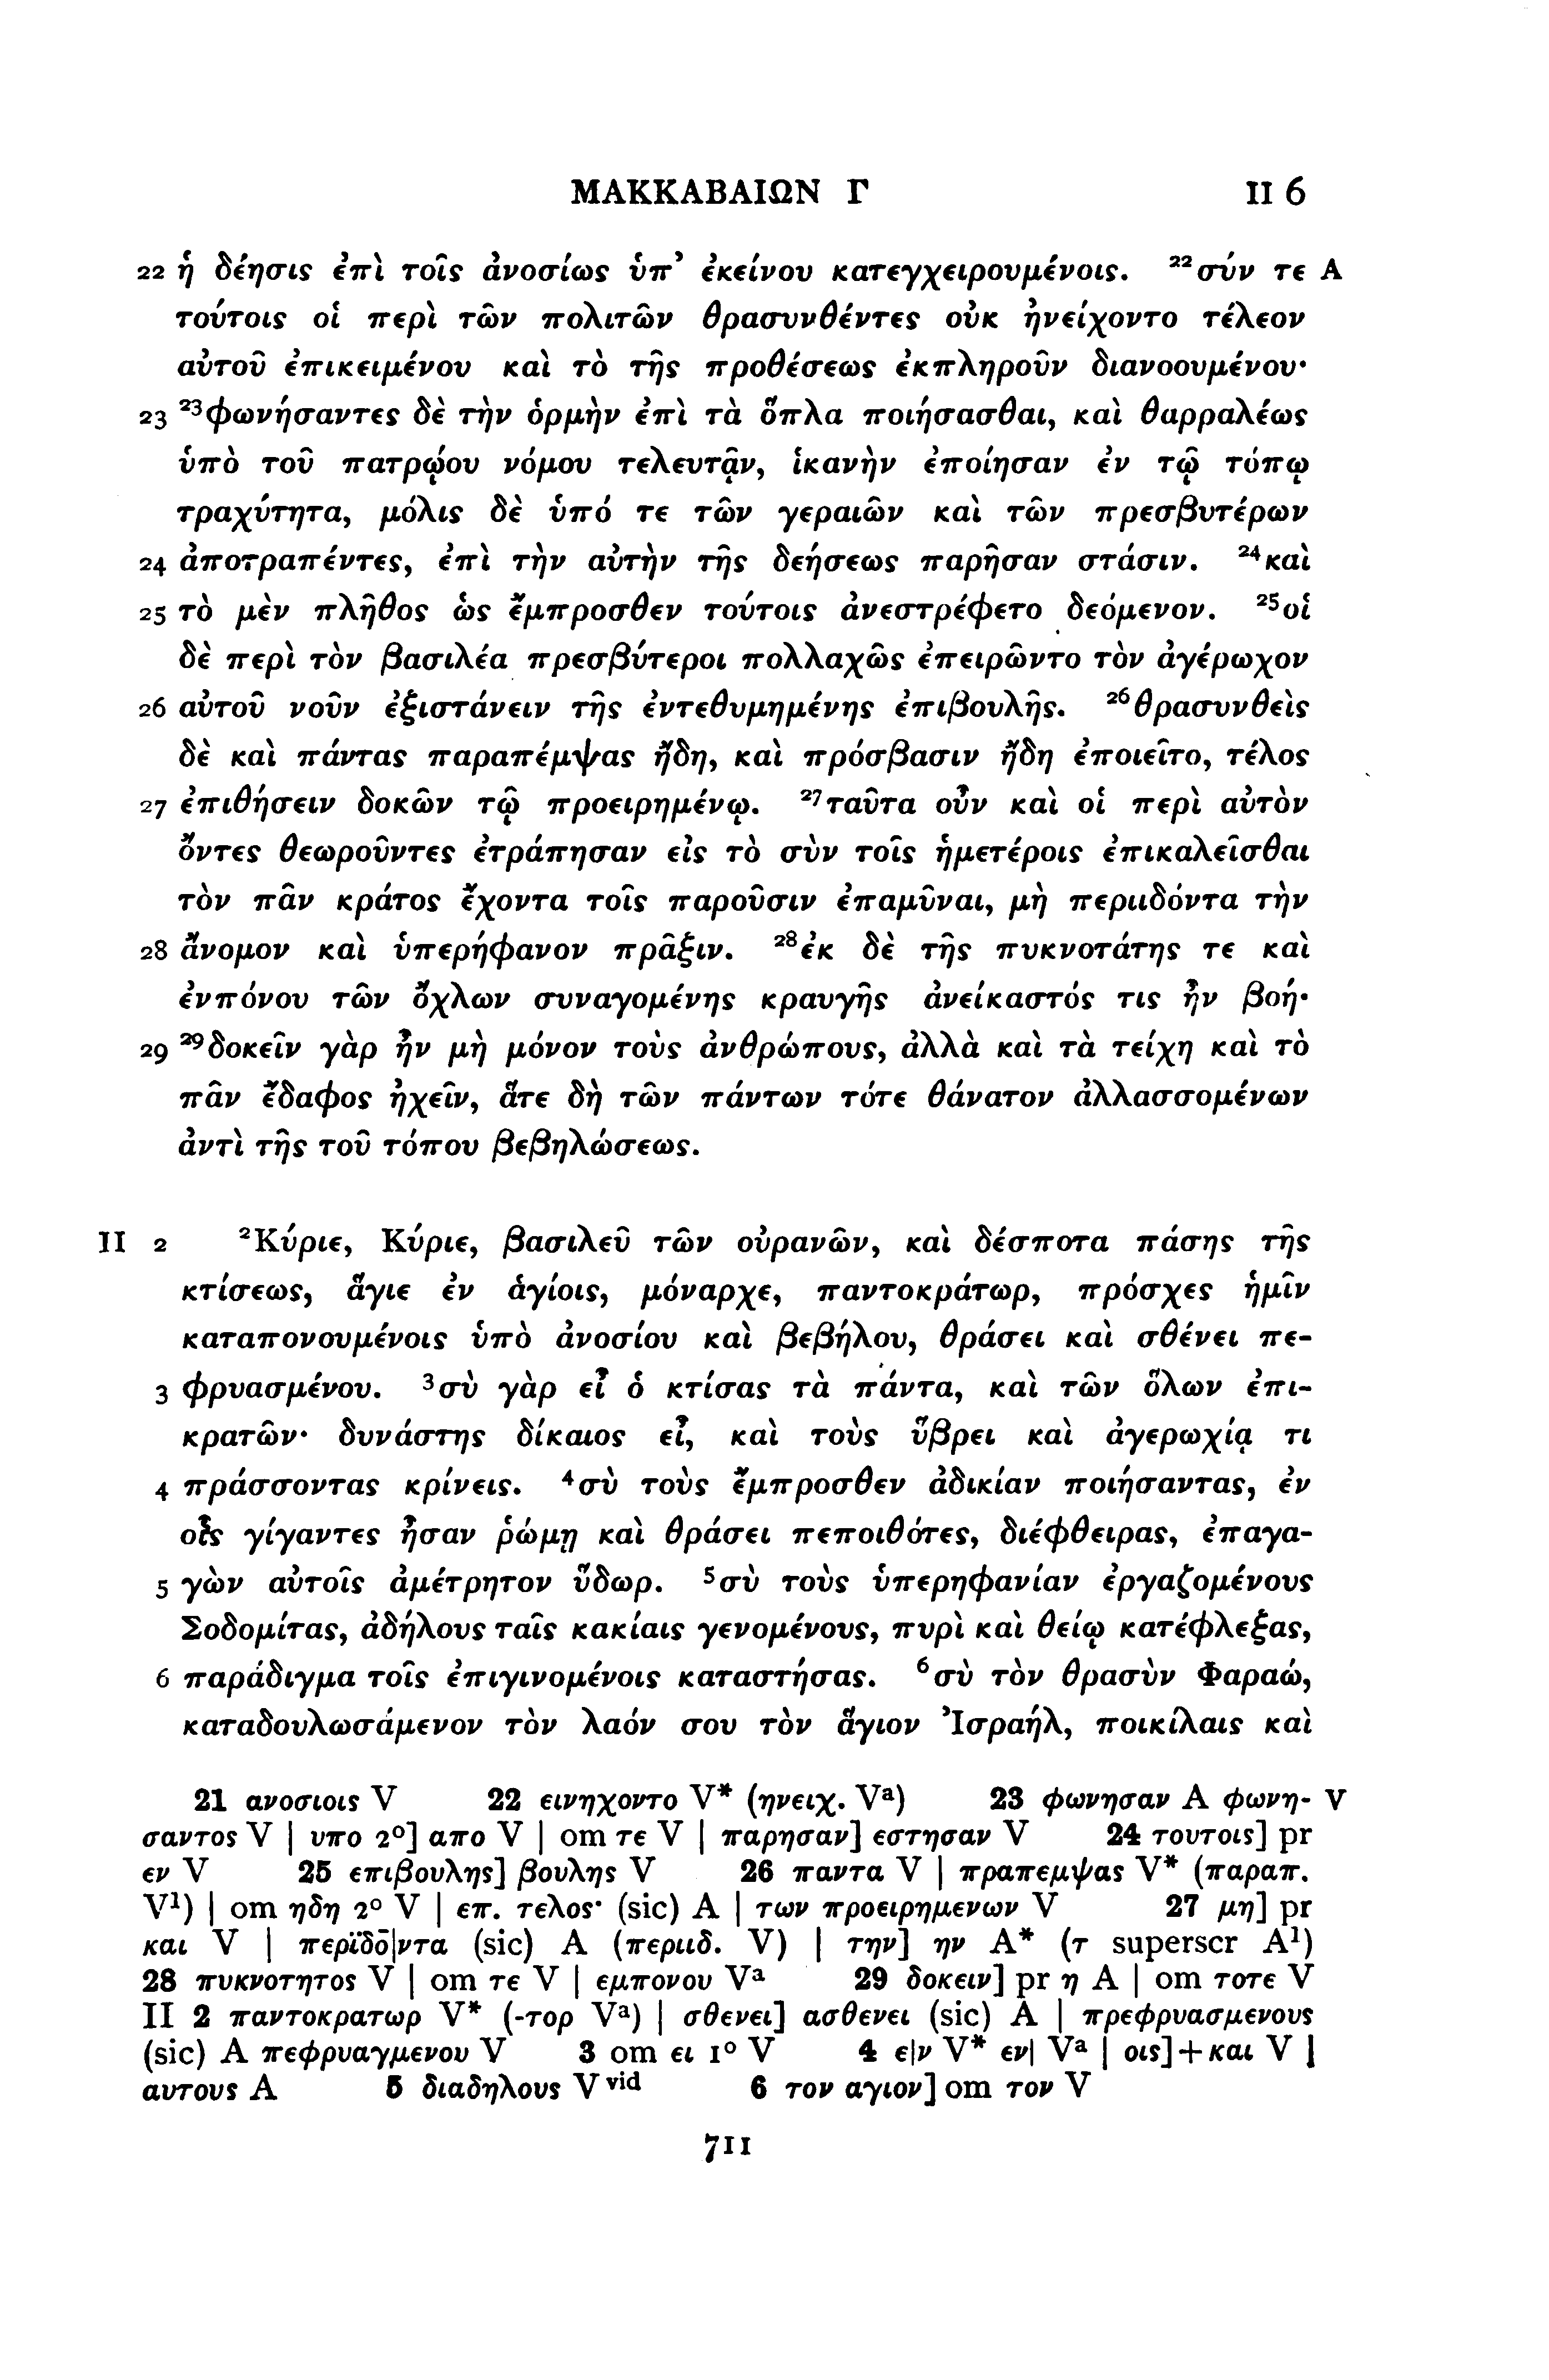 ΜΑΚΚΑΒΑΙΩΝ Γ II 6
22 ἡ δέησις ἐπὶ τοῖς ἀνοσίως ὑπ’ ἐκείνου κατεγχειρουμένοις. ²²σύν τε A
τούτοις οἱ περὶ τῶν πολιτῶν θρασυνθέντες οὐκ ἠνείχοντο τέλεον
αὐτοῦ ἐπικειμένου καὶ τὸ τῆς προθέσεως ἐκπληροῦν διανοουμένου·
23 ²³φωνήσαντες δὲ τὴν ὁρμὴν ἐπὶ τὰ ὅπλα ποιήσασθαι, καὶ θαρραλέως
ὑπὸ τοῦ πατρῴου νόμου τελευτᾷν, ἱκανὴν ἐποίησαν ἐν τῷ τόπῳ
τραχύτητα, μόλις δὲ ὑπό τε τῶν γεραιῶν καὶ τῶν πρεσβυτέρων
24 ἀποτραπέντες, ἐπὶ τὴν αὐτὴν τῆς δεήσεως παρῆσαν στάσιν. ²⁴καὶ
25 τὸ μὲν πλῆθος ὡς ἔμπροσθεν τούτοις ἀνεστρέφετο δεόμενον. ²⁵οἱ
δὲ περὶ τὸν βασιλέα πρεσβύτεροι πολλαχῶς ἐπειρῶντο τὸν ἀγέρωχον
26 αὐτοῦ νοῦν ἐξιστάνειν τῆς ἐντεθυμημένης ἐπιβουλῆς. ²⁶θρασυνθεὶς
δὲ καὶ πάντας παραπέμψας ἤδη, καὶ πρόσβασιν ἤδη ἐποιεῖτο, τέλος
27 ἐπιθήσειν δοκῶν τῷ προειρημένῳ. ²⁷ταῦτα οὖν καὶ οἱ περὶ αὐτὸν
ὄντες θεωροῦντες ἐτράπησαν εἰς τὸ σὺν τοῖς ἡμετέροις ἐπικαλεῖσθαι
τὸν πᾶν κράτος ἔχοντα τοῖς παροῦσιν ἐπαμῦναι, μὴ περιιδόντα τὴν
28 ἄνομον καὶ ὑπερήφανον πρᾶξιν. ²⁸ἐκ δὲ τῆς πυκνοτάτης τε καὶ
ἐνπόνου τῶν ὄχλων συναγομένης κραυγῆς ἀνείκαστός τις ἦν βοή·
29 ²⁹δοκεῖν γὰρ ἦν μὴ μόνον τοὺς ἀνθρώπους, ἀλλὰ καὶ τὰ τείχη καὶ τὸ
πᾶν ἔδαφος ἠχεῖν, ἅτε δὴ τῶν πάντων τότε θάνατον ἀλλασσομένων
ἀντὶ τῆς τοῦ τόπου βεβηλώσεως.
II 2 ²Κύριε, Κύριε, βασιλεῦ τῶν οὐρανῶν, καὶ δέσποτα πάσης τῆς
κτίσεως, ἅγιε ἐν ἁγίοις, μόναρχε, παντοκράτωρ, πρόσχες ἡμῖν
καταπονουμένοις ὑπὸ ἀνοσίου καὶ βεβήλου, θράσει καὶ σθένει πε-
3 φρυασμένου. ³σὺ γὰρ εἶ ὁ κτίσας τὰ πάντα, καὶ τῶν ὅλων ἐπι-
κρατῶν· δυνάστης δίκαιος εἶ, καὶ τοὺς ὕβρει καὶ ἀγερωχίᾳ τι
4 πράσσοντας κρίνεις. ⁴σὺ τοὺς ἔμπροσθεν ἀδικίαν ποιήσαντας, ἐν
οἷς γίγαντες ἦσαν ῥώμῃ καὶ θράσει πεποιθότες, διέφθειρας, ἐπαγα-
5 γὼν αὐτοῖς ἀμέτρητον ὕδωρ. ⁵σὺ τοὺς ὑπερηφανίαν ἐργαζομένους
Σοδομίτας, ἀδήλους ταῖς κακίαις γενομένους, πυρὶ καὶ θείῳ κατέφλεξας,
6 παράδιγμα τοῖς ἐπιγινομένοις καταστήσας. ⁶σὺ τὸν θρασὺν Φαραώ,
καταδουλωσάμενον τὸν λαόν σου τὸν ἅγιον Ἰσραήλ, ποικίλαις καὶ
21 ανοσιοις V 22 εινηχοντο V* (ηνειχ. Vᵃ) 23 φωνησαν A φωνη- V
σαντος V | υπο 2⁰] απο V | om τε V | παρησαν] εστησαν V 24 τουτοις] pr
εν V 25 επιβουλης] βουλης V 26 παντα V | πραπεμψας V* (παραπ.
V¹) | om ηδη 2⁰ V | επ. τελος· (sic) A | των προειρημενων V 27 μη] pr
και V | περϊδο̄|ντα (sic) A (περιιδ. V) | την] ην A* (τ superscr A¹)
28 πυκνοτητος V | om τε V | εμπονου Vᵃ 29 δοκειν] pr η A | om τοτε V
II 2 παντοκρατωρ V* (-τορ Vᵃ) | σθενει] ασθενει (sic) A | πρεφρυασμενους
(sic) A πεφρυαγμενου V 3 om ει 1⁰ V 4 ε|ν V* εν| Vᵃ | οις]+και V |
αυτους A 5 διαδηλους V ᵛⁱᵈ 6 τον αγιον] om τον V
711